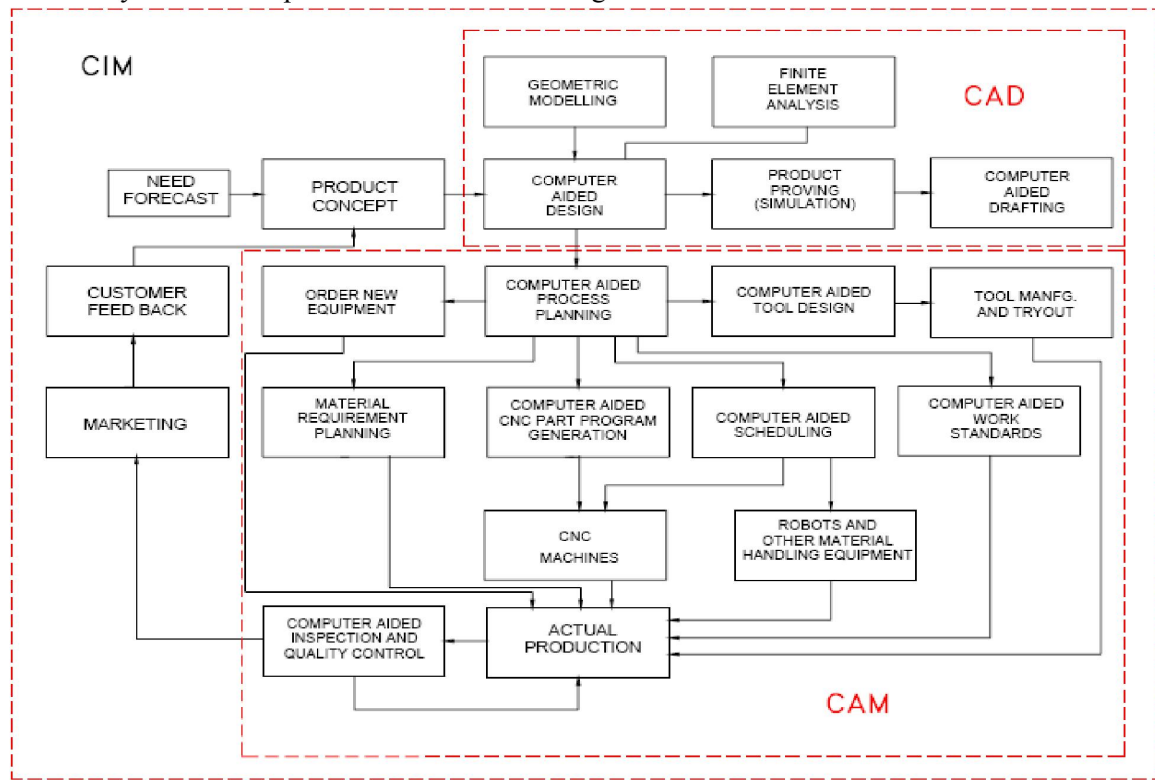 CIM
GEOMETRIC
MODELLING
FINITE
ELEMENT
ANALYSIS
CAD
NEED
FORECAST
PRODUCT
CONCEPT
COMPUTER
AIDED
DESIGN
PRODUCT
PROVING
(SIMULATION)
COMPUTER
AIDED
DRAFTING
CUSTOMER
FEED BACK
ORDER NEW
EQUIPMENT
COMPUTER AIDED
PROCESS
PLANNING
COMPUTER AIDED
TOOL DESIGN
TOOL MANFG.
AND TRYOUT
MARKETING
MATERIAL
REQUIREMENT
PLANNING
COMPUTER AIDED
CNC PART PROGRAM
GENERATION
COMPUTER AIDED
SCHEDULING
COMPUTER AIDED
WORK
STANDARDS
CNC
MACHINES
ROBOTS AND
OTHER MATERIAL
HANDLING EQUIPMENT
COMPUTER AIDED
INSPECTION AND
QUALITY CONTROL
ACTUAL
PRODUCTION
CAM